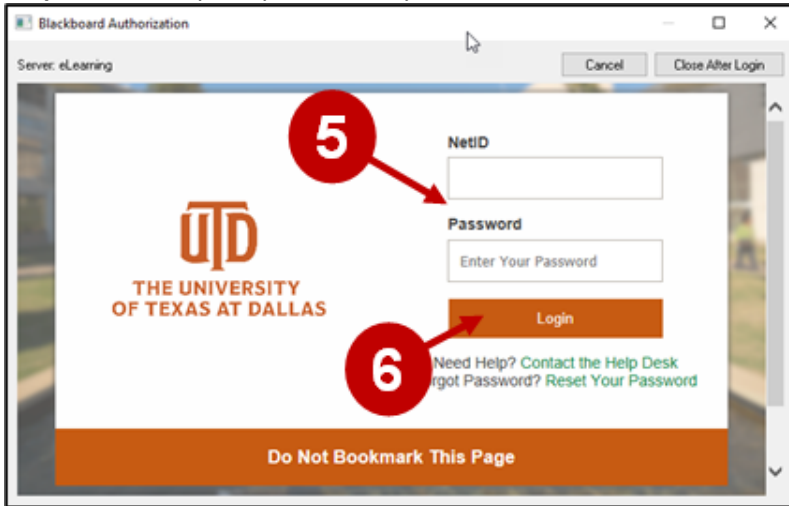 Blackboard Authorization
Server: eLearning
Cancel
Close After Login
5
NetID
Password
Enter Your Password
UTD
THE UNIVERSITY
OF TEXAS AT DALLAS
Login
6
Need Help? Contact the Help Desk
rgot Password? Reset Your Password
Do Not Bookmark This Page